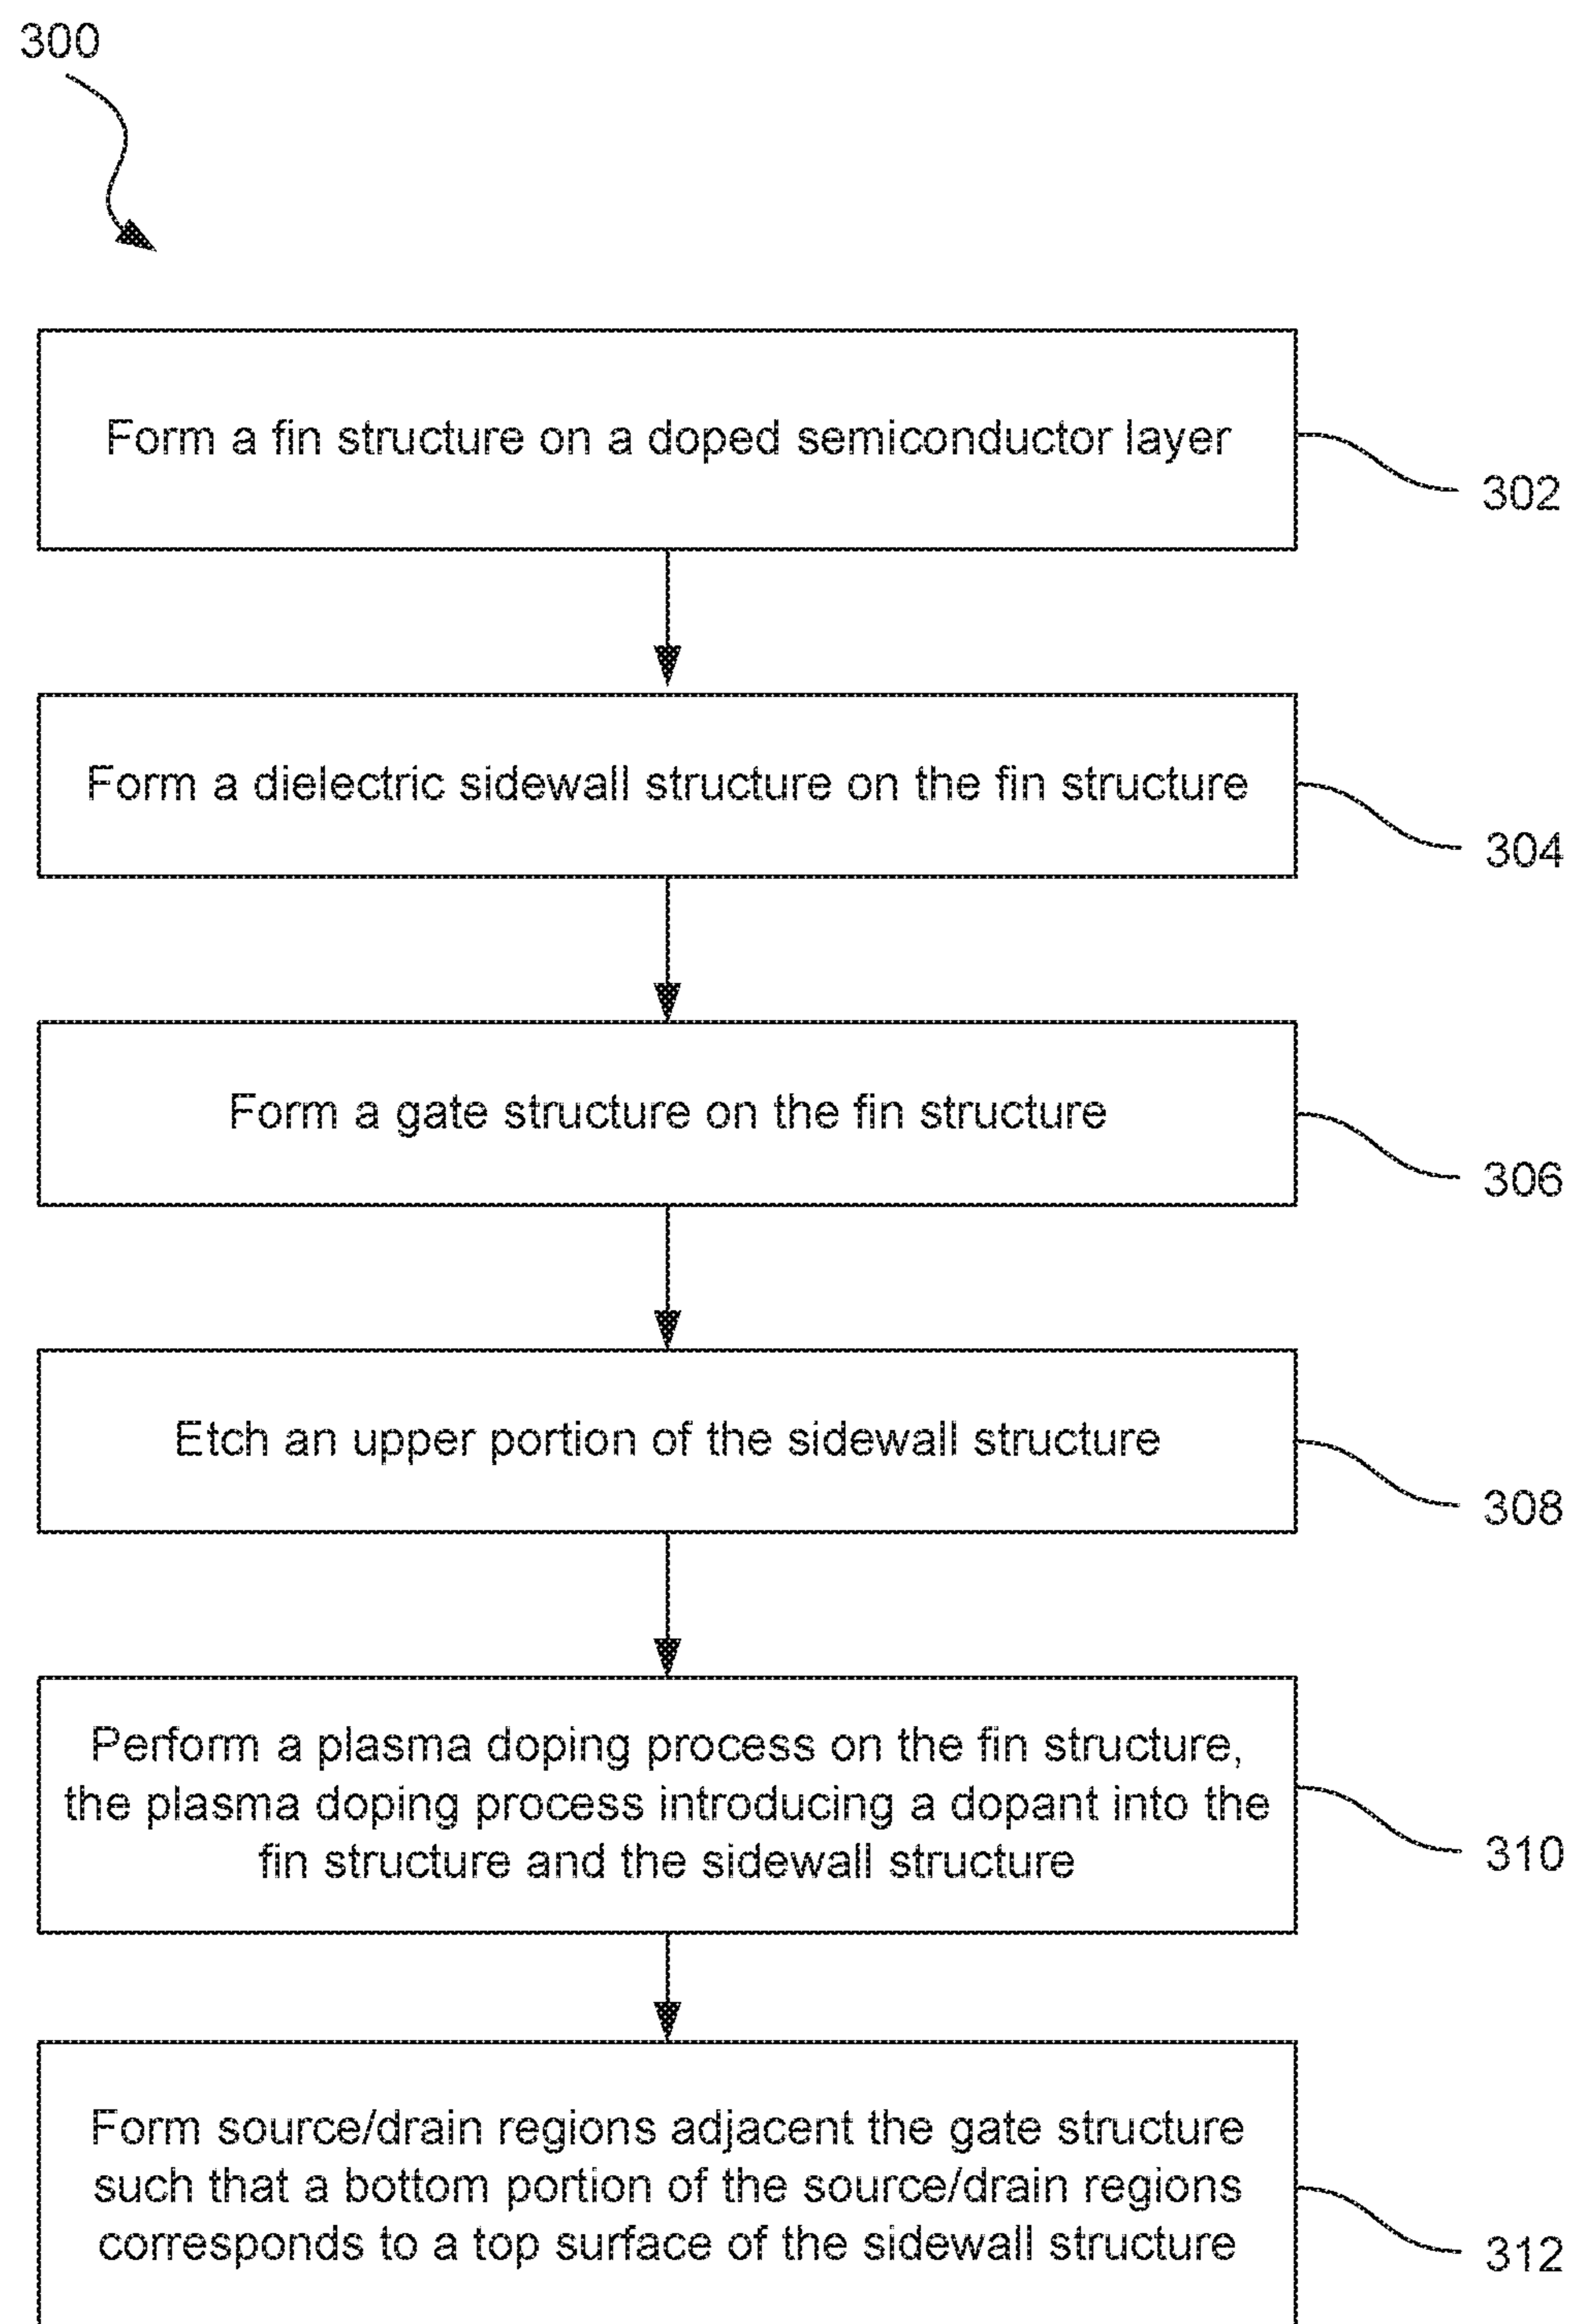 300
Form a fin structure on a doped semiconductor layer
302
Form a dielectric sidewall structure on the fin structure
304
Form a gate structure on the fin structure
306
Etch an upper portion of the sidewall structure
308
Perform a plasma doping process on the fin structure,
the plasma doping process introducing a dopant into the
fin structure and the sidewall structure
310
Form source/drain regions adjacent the gate structure
such that a bottom portion of the source/drain regions
corresponds to a top surface of the sidewall structure
312